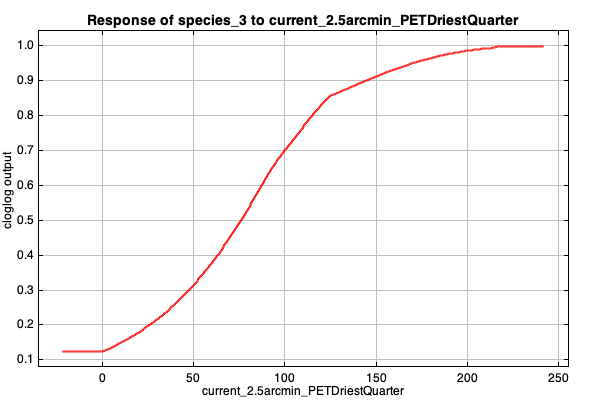 Response of species_3 to current_2.5arcmin_PETDriestQuarter
1.0
0.9
0.8
0.7
0.6
0.5
0.4
0.3
0.2
0.1
cloglog output
0 50 100 150 200 250
current_2.5arcmin_PETDriestQuarter